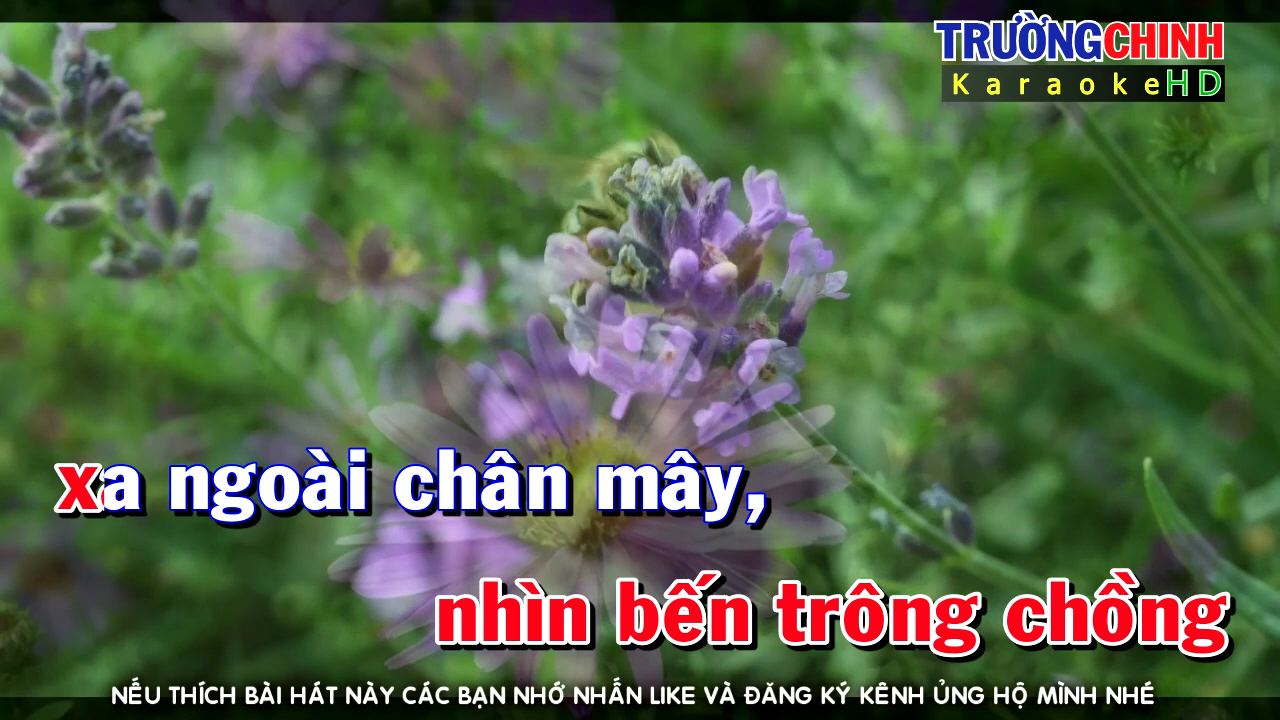 TRƯỜNGCHINH
KaraokeHD
xa ngoài chân mây,
nhìn bến trông chồng
NẾU THÍCH BÀI HÁT NÀY CÁC BẠN NHỚ NHẤN LIKE VÀ ĐĂNG KÝ KÊNH ỦNG HỘ MÌNH NHÉ